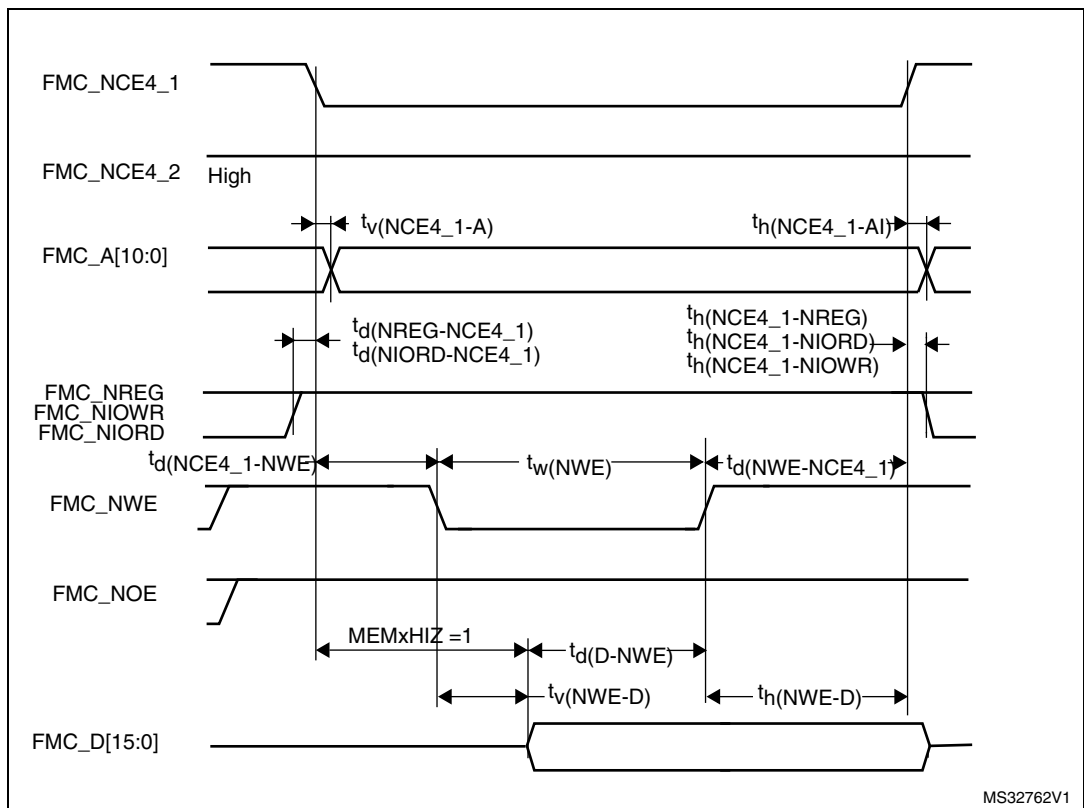 FMC_NCE4_1
FMC_NCE4_2 High
tv(NCE4_1-A) th(NCE4_1-AI)
FMC_A[10:0]
td(NREG-NCE4_1) th(NCE4_1-NREG)
td(NIORD-NCE4_1) th(NCE4_1-NIORD)
th(NCE4_1-NIOWR)
FMC_NREG
FMC_NIOWR
FMC_NIORD
td(NCE4_1-NWE) tw(NWE) td(NWE-NCE4_1)
FMC_NWE
FMC_NOE
MEMxHIZ =1 td(D-NWE)
tv(NWE-D) th(NWE-D)
FMC_D[15:0]
MS32762V1